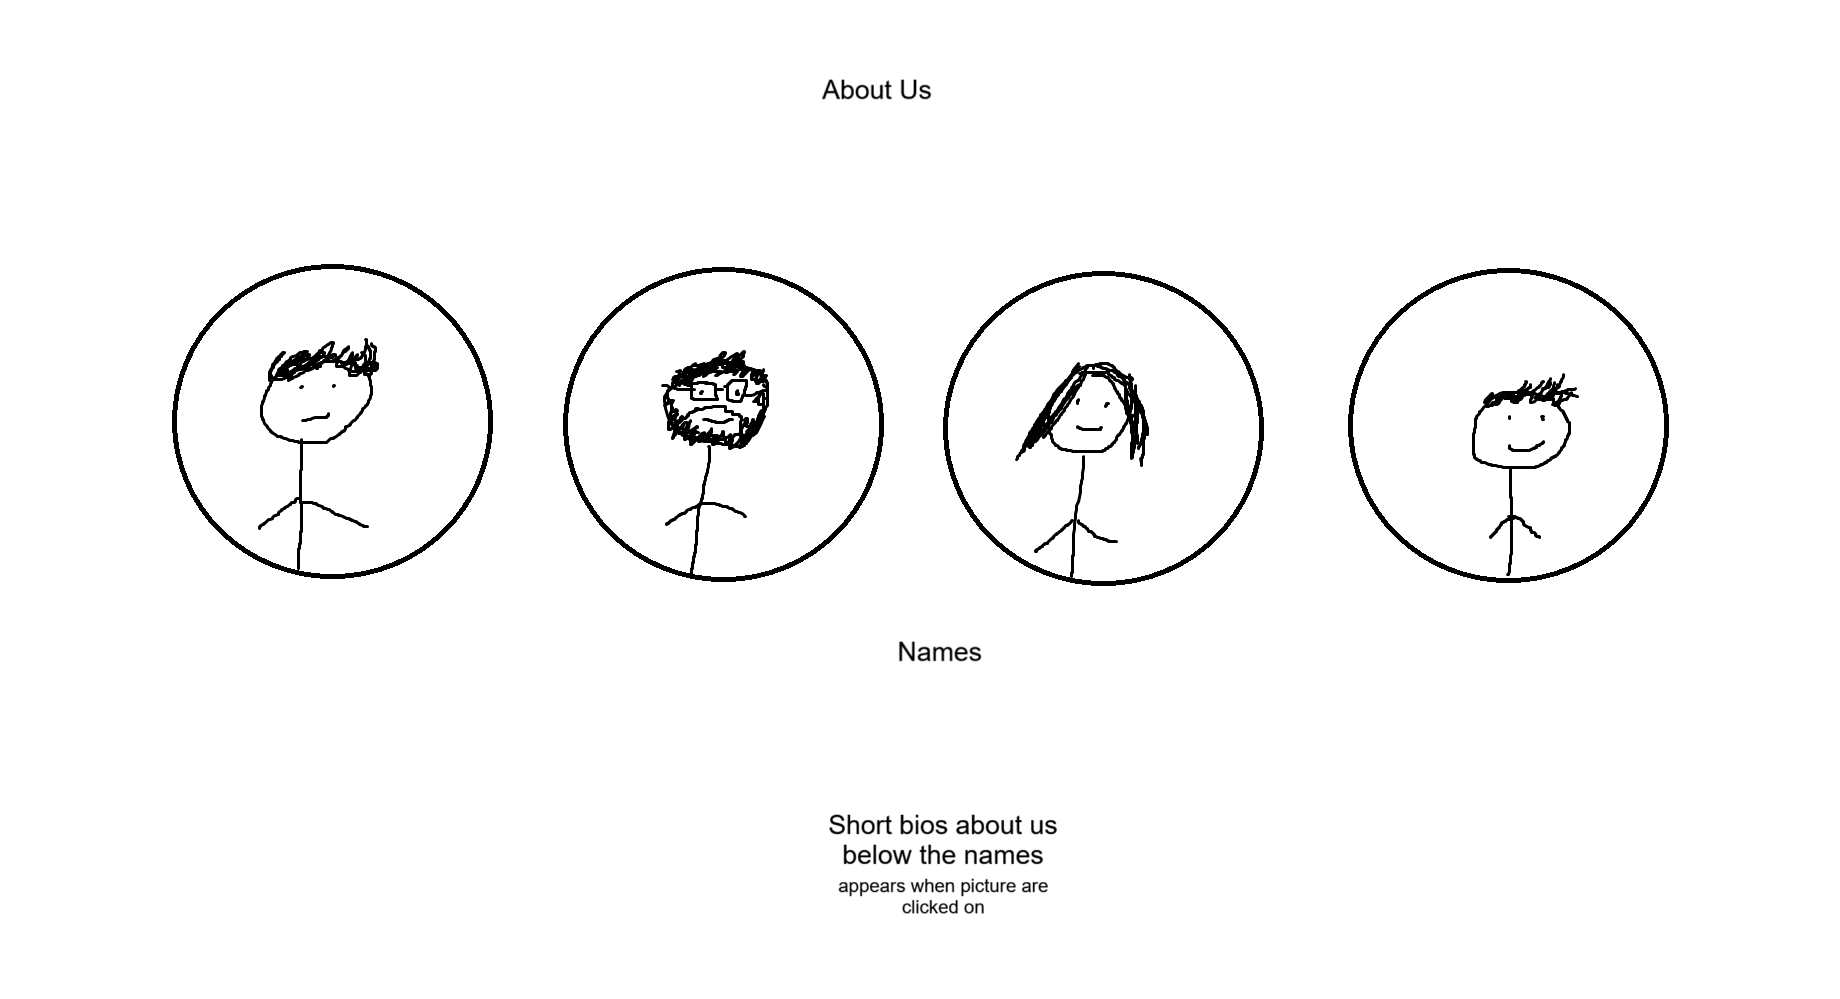 About Us
Names
Short bios about us
below the names
appears when picture are
clicked on